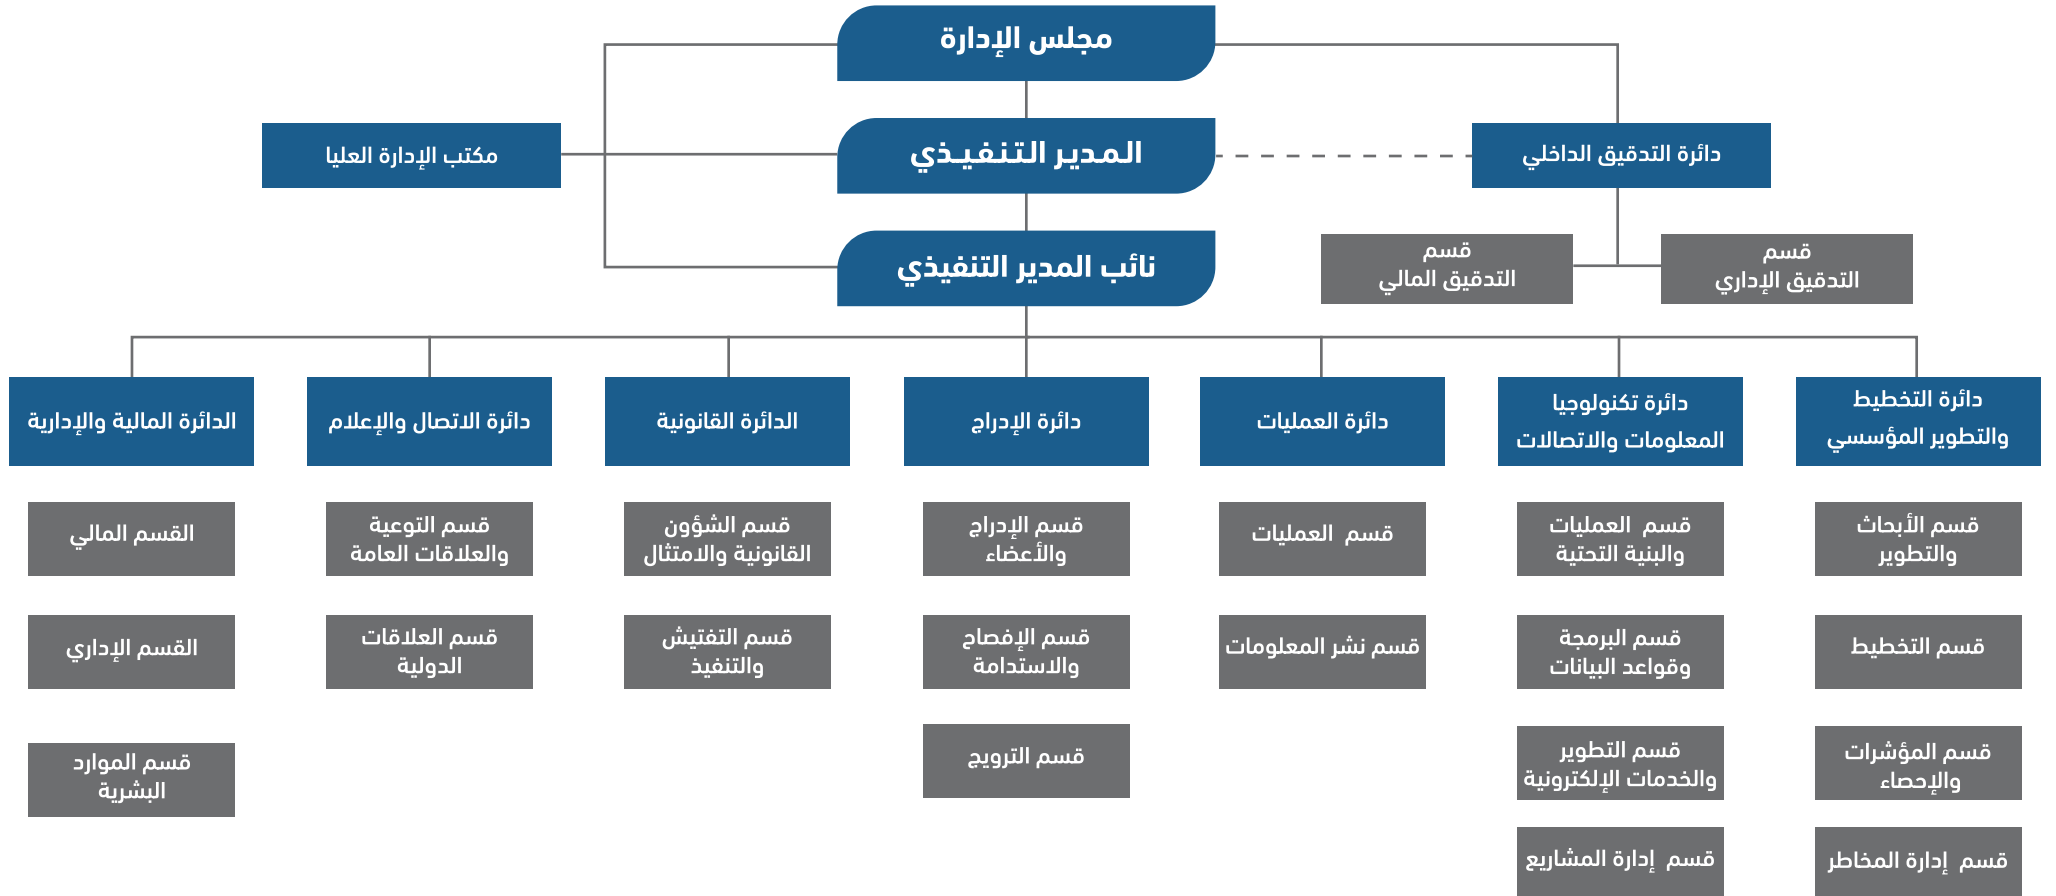 مجلس الإدارة
المدير التنفيذي
دائرة التدقيق الداخلي
مكتب الإدارة العليا
نائب المدير التنفيذي
قسم
التدقيق الإداري
قسم
التدقيق المالي
دائرة التخطيط
والتطوير المؤسسي
دائرة تكنولوجيا
المعلومات والاتصالات
دائرة العمليات
دائرة الإدراج
الدائرة القانونية
دائرة الاتصال والإعلام
الدائرة المالية والإدارية
قسم الأبحاث
والتطوير
قسم التخطيط
قسم المؤشرات
والإحصاء
قسم إدارة المخاطر
قسم العمليات
والبنية التحتية
قسم البرمجة
وقواعد البيانات
قسم التطوير
والخدمات الإلكترونية
قسم إدارة المشاريع
قسم العمليات
قسم نشر المعلومات
قسم الإدراج
والأعضاء
قسم الإفصاح
والاستدامة
قسم الترويج
قسم الشؤون
القانونية والامتثال
قسم التفتيش
والتنفيذ
قسم التوعية
والعلاقات العامة
قسم العلاقات
الدولية
القسم المالي
القسم الإداري
قسم الموارد
البشرية